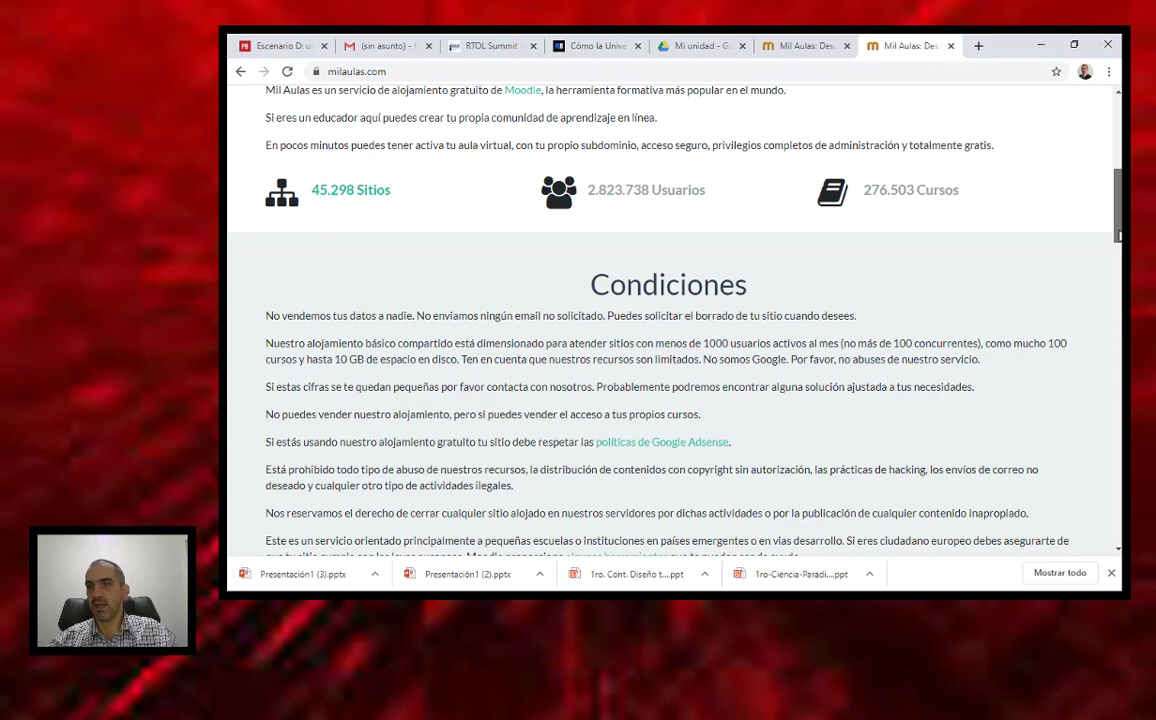 Escenario D: u
(sin asunto) -
RTOL Summit
Cómo la Unive
Mi unidad - G
Mil Aulas: Des
Mil Aulas: Des
milaulas.com
Mil Aulas es un servicio de alojamiento gratuito de Moodle, la herramienta formativa más popular en el mundo.
Si eres un educador aquí puedes crear tu propia comunidad de aprendizaje en línea.
En pocos minutos puedes tener activa tu aula virtual, con tu propio subdominio, acceso seguro, privilegios completos de administración y totalmente gratis.
45.298 Sitios
2.823.738 Usuarios
276.503 Cursos
Condiciones
No vendemos tus datos a nadie. No enviamos ningún email no solicitado. Puedes solicitar el borrado de tu sitio cuando desees.
Nuestro alojamiento básico compartido está dimensionado para atender sitios con menos de 1000 usuarios activos al mes (no más de 100 concurrentes), como mucho 100
cursos y hasta 10 GB de espacio en disco. Ten en cuenta que nuestros recursos son limitados. No somos Google. Por favor, no abuses de nuestro servicio.
Si estas cifras se te quedan pequeñas por favor contacta con nosotros. Probablemente podremos encontrar alguna solución ajustada a tus necesidades.
No puedes vender nuestro alojamiento, pero si puedes vender el acceso a tus propios cursos.
Si estás usando nuestro alojamiento gratuito tu sitio debe respetar las políticas de Google Adsense.
Está prohibido todo tipo de abuso de nuestros recursos, la distribución de contenidos con copyright sin autorización, las prácticas de hacking, los envíos de correo no
deseado y cualquier otro tipo de actividades ilegales.
Nos reservamos el derecho de cerrar cualquier sitio alojado en nuestros servidores por dichas actividades o por la publicación de cualquier contenido inapropiado.
Este es un servicio orientado principalmente a pequeñas escuelas o instituciones en países emergentes o en vias desarrollo. Si eres ciudadano europeo debes asegurarte de
Presentación1 (3).pptx
Presentación1 (2).pptx
1ro. Cont. Diseño t....ppt
1ro-Ciencia-Paradi....ppt
Mostrar todo